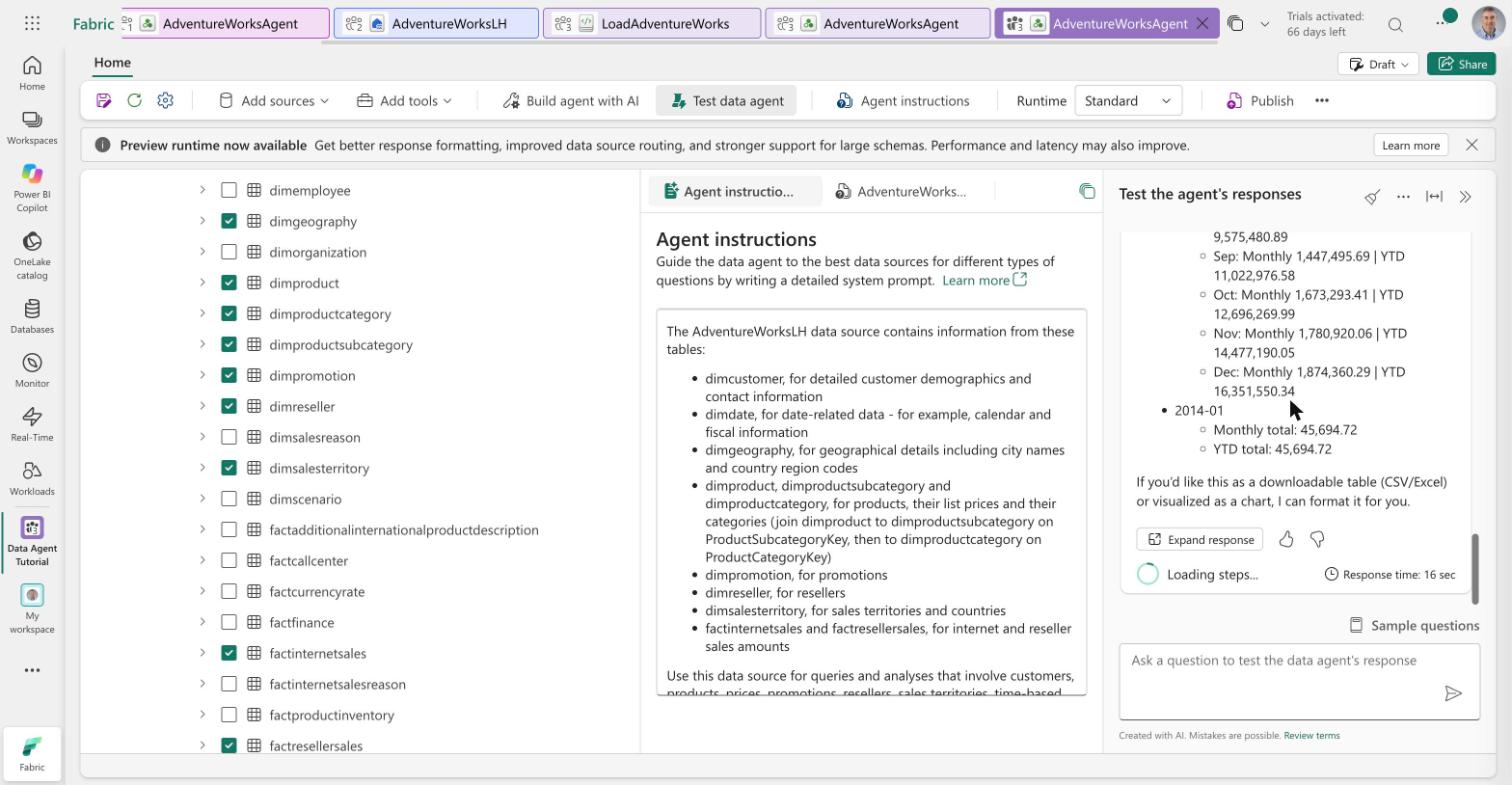 Fabric
1
AdventureWorksAgent
2
AdventureWorksLH
3
LoadAdventureWorks
3
AdventureWorksAgent
3
AdventureWorksAgent
Trials activated:
66 days left
Home
Draft
Share
Add sources
Add tools
Build agent with AI
Test data agent
Agent instructions
Runtime
Standard
Publish
Preview runtime now available Get better response formatting, improved data source routing, and stronger support for large schemas. Performance and latency may also improve.
Learn more
Home
Workspaces
Power BI
Copilot
OneLake
catalog
Databases
Monitor
Real-Time
Workloads
3
Data Agent
Tutorial
My
workspace
Fabric
dimemployee
dimgeography
dimorganization
dimproduct
dimproductcategory
dimproductsubcategory
dimpromotion
dimreseller
dimsalesreason
dimsalesterritory
dimscenario
factadditionalinternationalproductdescription
factcallcenter
factcurrencyrate
factfinance
factinternetsales
factinternetsalesreason
factproductinventory
factresellersales
Agent instructio...
AdventureWorks...
Agent instructions
Guide the data agent to the best data sources for different types of
questions by writing a detailed system prompt. Learn more
The AdventureWorksLH data source contains information from these
tables:
• dimcustomer, for detailed customer demographics and
contact information
• dimdate, for date-related data - for example, calendar and
fiscal information
• dimgeography, for geographical details including city names
and country region codes
• dimproduct, dimproductsubcategory and
dimproductcategory, for products, their list prices and their
categories (join dimproduct to dimproductsubcategory on
ProductSubcategoryKey, then to dimproductcategory on
ProductCategoryKey)
• dimpromotion, for promotions
• dimreseller, for resellers
• dimsalesterritory, for sales territories and countries
• factinternetsales and factresellersales, for internet and reseller
sales amounts
Use this data source for queries and analyses that involve customers,
products, prices, promotions, resellers, sales territories, time-based
Test the agent's responses
9,575,480.89
Sep: Monthly 1,447,495.69 | YTD
11,022,976.58
Oct: Monthly 1,673,293.41 | YTD
12,696,269.99
Nov: Monthly 1,780,920.06 | YTD
14,477,190.05
Dec: Monthly 1,874,360.29 | YTD
16,351,550.34
• 2014-01
Monthly total: 45,694.72
YTD total: 45,694.72
If you'd like this as a downloadable table (CSV/Excel)
or visualized as a chart, I can format it for you.
Expand response
Loading steps...
Response time: 16 sec
Sample questions
Ask a question to test the data agent's response
Created with AI. Mistakes are possible. Review terms